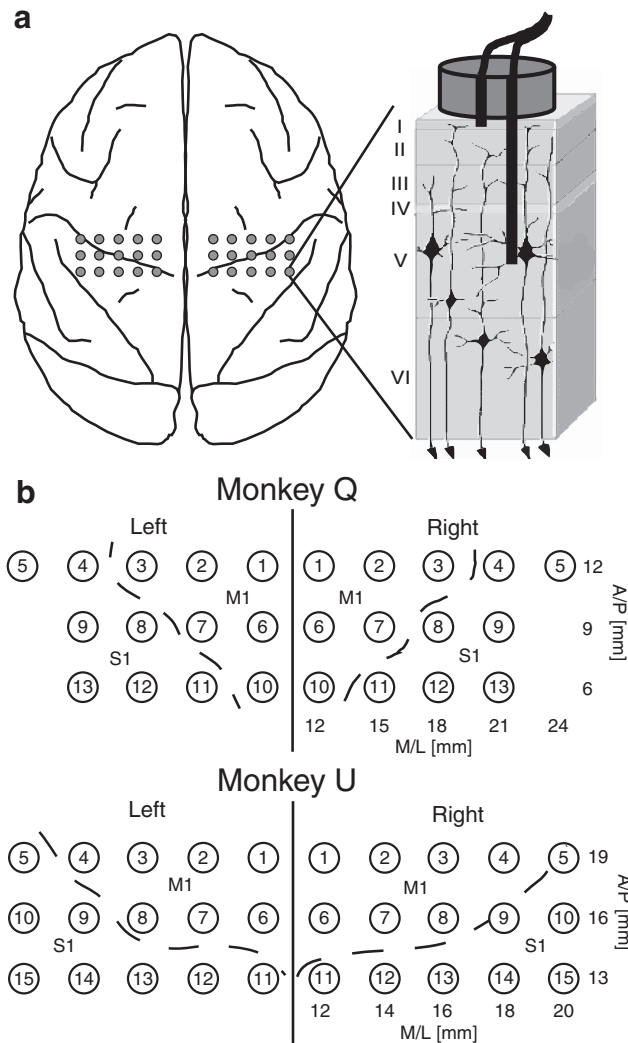 a
I
II
III
IV
V
VI
b
Monkey Q
Left Right
5 4 3 2 1 1 2 3 4 5 12
M1 M1
9 8 7 6 6 7 8 9 9
S1 S1
13 12 11 10 10 11 12 13 6
12 15 18 21 24
M/L [mm]
A/P [mm]
Monkey U
Left Right
5 4 3 2 1 1 2 3 4 5 19
M1 M1
10 9 8 7 6 6 7 8 9 10 16
S1 S1
15 14 13 12 11 11 12 13 14 15 13
12 14 16 18 20
M/L [mm]
A/P [mm]